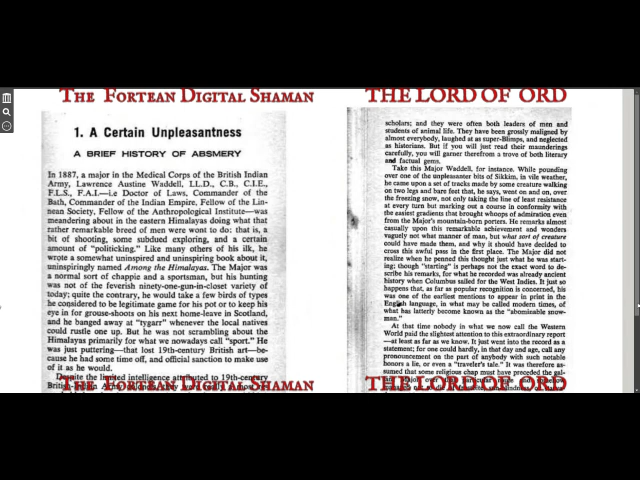 THE FORTEAN DIGITAL SHAMAN
1. A Certain Unpleasantness
A BRIEF HISTORY OF ABSMERY
In 1887, a major in the Medical Corps of the British Indian
Army, Lawrence Austine Waddell, LL.D., C.B., C.I.E.,
F.L.S., F.A.I.—i.e Doctor of Laws, Commander of the
Bath, Commander of the Indian Empire, Fellow of the Lin-
nean Society, Fellow of the Anthropological Institute—was
meandering about in the eastern Himalayas doing what that
rather remarkable breed of men were wont to do: that is, a
bit of shooting, some subdued exploring, and a certain
amount of "politicking." Like many others of his ilk, he
wrote a somewhat uninspired and uninspiring book about it,
uninspiringly named Among the Himalayas. The Major was
a normal sort of chappie and a sportsman, but his hunting
was not of the feverish ninety-one-gun-in-closet variety of
today; quite the contrary, he would take a few birds of types
he considered to be legitimate game for his pot or to keep his
eye in for grouse-shoots on his next home-leave in Scotland,
and he banged away at "tygarr" whenever the local natives
could rustle one up. But he was not scrambling about the
Himalayas primarily for what we nowadays call "sport." He
was just puttering—that lost 19th-century British art—be-
cause he had some time off, and official sanction to make use
of it as he would.
Despite the limited intelligence attributed to 19th-century
THE FORTEAN DIGITAL SHAMAN
THE LORD OF ORD
scholars; and they were often both leaders of men and
students of animal life. They have been grossly maligned by
almost everybody, laughed at as super-Blimps, and neglected
as historians. But if you will just read their maunderings
carefully, you will garner therefrom a trove of both literary
and factual gems.
Take this Major Waddell, for instance. While pounding
over one of the unpleasanter bits of Sikkim, in vile weather,
he came upon a set of tracks made by some creature walking
on two legs and bare feet that, he says, went on and on, over
the freezing snow, not only taking the line of least resistance
at every turn but marking out a course in conformity with
the easiest gradients that brought whoops of admiration even
from the Major's mountain-born porters. He remarks almost
casually upon this remarkable achievement and wonders
vaguely not what manner of man, but what sort of creature
could have made them, and why it should have decided to
cross this awful pass in the first place. The Major did not
realize when he penned this thought just what he was start-
ing; though "starting" is perhaps not the exact word to de-
scribe his remarks, for what he recorded was already ancient
history when Columbus sailed for the West Indies. It just so
happens that, as far as popular recognition is concerned, his
was one of the earliest mentions to appear in print in the
English language, in what may be called modern times, of
what has latterly become known as the "abominable snow-
man."
At that time nobody in what we now call the Western
World paid the slightest attention to this extraordinary report
—at least as far as we know. It just went into the record as a
statement; for one could hardly, in that day and age, call any
pronouncement on the part of anybody with such notable
honors a lie, or even a "traveler's tale." It was therefore as-
sumed that some religious chap must have preceded the gal-
THE LORD OF ORD